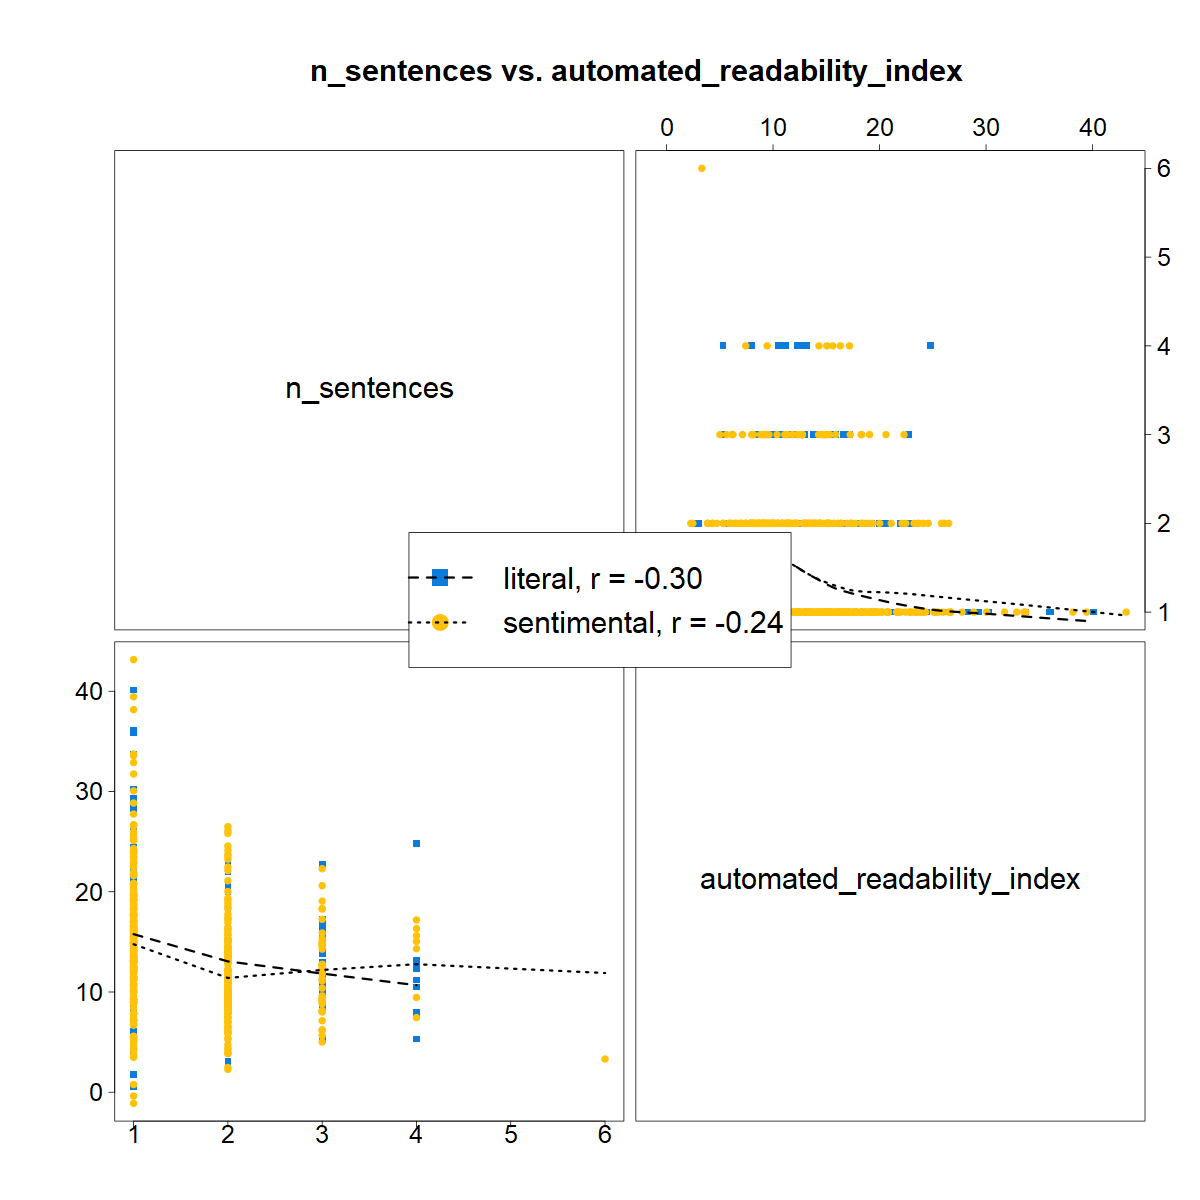 n_sentences vs. automated_readability_index
0 10 20 30 40
n_sentences
6
5
4
3
2
1
literal, r = -0.30
sentimental, r = -0.24
40
30
20
10
0
automated_readability_index
1 2 3 4 5 6